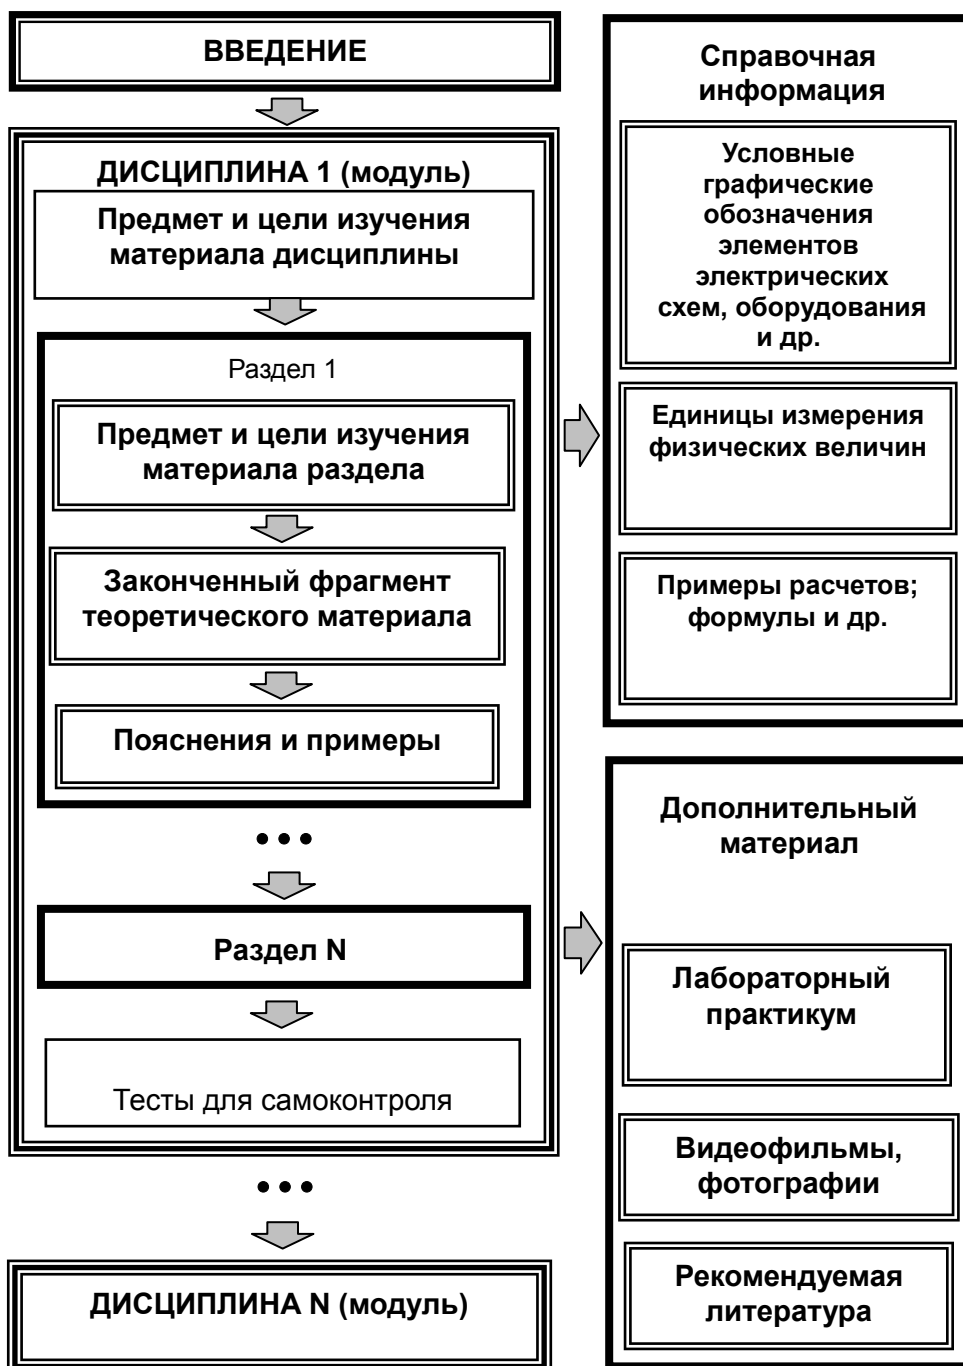 ВВЕДЕНИЕ
ДИСЦИПЛИНА 1 (модуль)
Предмет и цели изучения
материала дисциплины
Раздел 1
Предмет и цели изучения
материала раздела
Законченный фрагмент
теоретического материала
Пояснения и примеры
•••
Раздел N
Тесты для самоконтроля
•••
ДИСЦИПЛИНА N (модуль)
Справочная
информация
Условные
графические
обозначения
элементов
электрических
схем, оборудования
и др.
Единицы измерения
физических величин
Примеры расчетов;
формулы и др.
Дополнительный
материал
Лабораторный
практикум
Видеофильмы,
фотографии
Рекомендуемая
литература